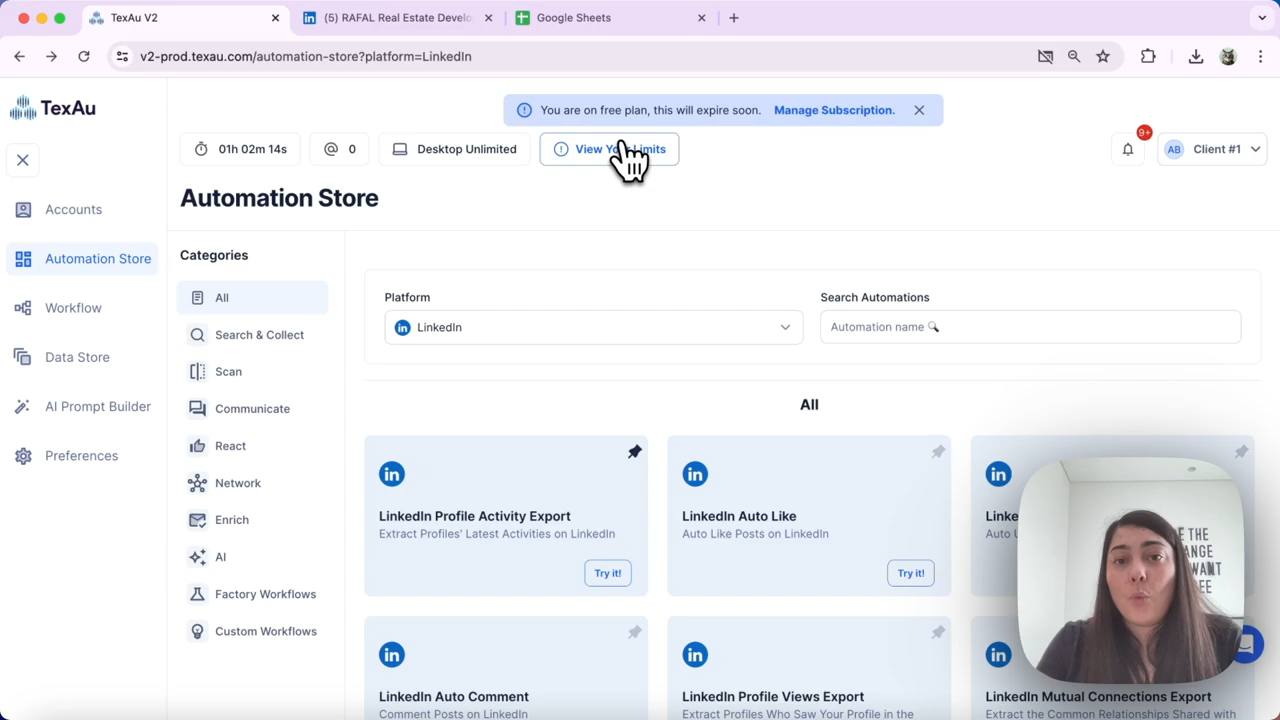 TexAu V2
(5) RAFAL Real Estate Develo
Google Sheets
v2-prod.texau.com/automation-store?platform=LinkedIn
TexAu
You are on free plan, this will expire soon. Manage Subscription.
01h 02m 14s
@ 0
Desktop Unlimited
View Yo Limits
9+
AB Client #1
Automation Store
Accounts
Automation Store
Workflow
Data Store
AI Prompt Builder
Preferences
Categories
All
Search & Collect
Scan
Communicate
React
Network
Enrich
AI
Factory Workflows
Custom Workflows
Platform
LinkedIn
Search Automations
Automation name 🔍
All
LinkedIn Profile Activity Export
Extract Profiles' Latest Activities on LinkedIn
Try it!
LinkedIn Auto Like
Auto Like Posts on LinkedIn
Try it!
Linke
Auto U
E THE
ANGE
WANT
EE
LinkedIn Auto Comment
Comment Posts on LinkedIn
LinkedIn Profile Views Export
Extract Profiles Who Saw Your Profile in the
LinkedIn Mutual Connections Export
Extract the Common Relationships Shared with